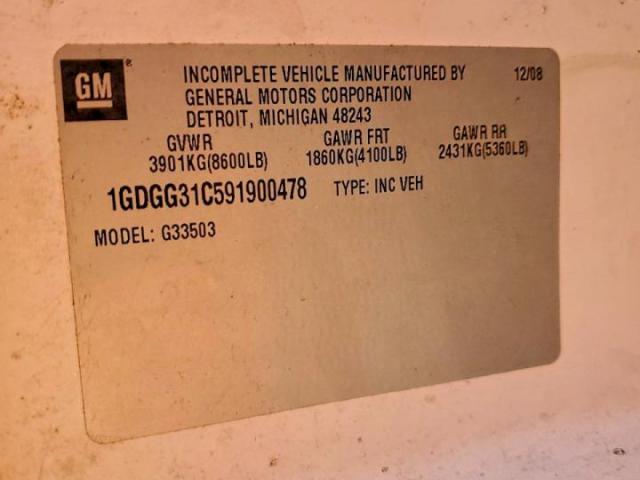 GM ® INCOMPLETE VEHICLE MANUFACTURED BY 12/08
GENERAL MOTORS CORPORATION
DETROIT, MICHIGAN 48243
GVWR GAWR FRT GAWR RR
3901KG(8600LB) 1860KG(4100LB) 2431KG(5360LB)
1GDGG31C591900478 TYPE: INC VEH
MODEL: G33503